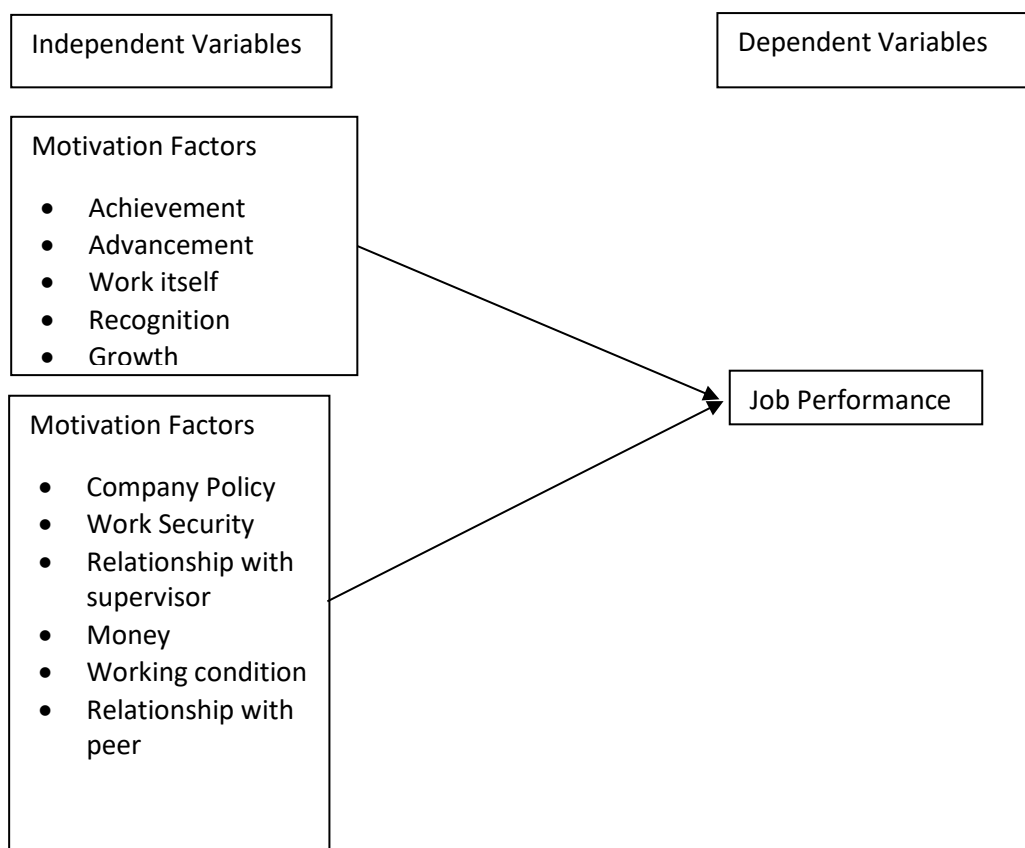 Independent Variables
Dependent Variables
Motivation Factors
• Achievement
• Advancement
• Work itself
• Recognition
• Growth
Job Performance
Motivation Factors
• Company Policy
• Work Security
• Relationship with
supervisor
• Money
• Working condition
• Relationship with
peer